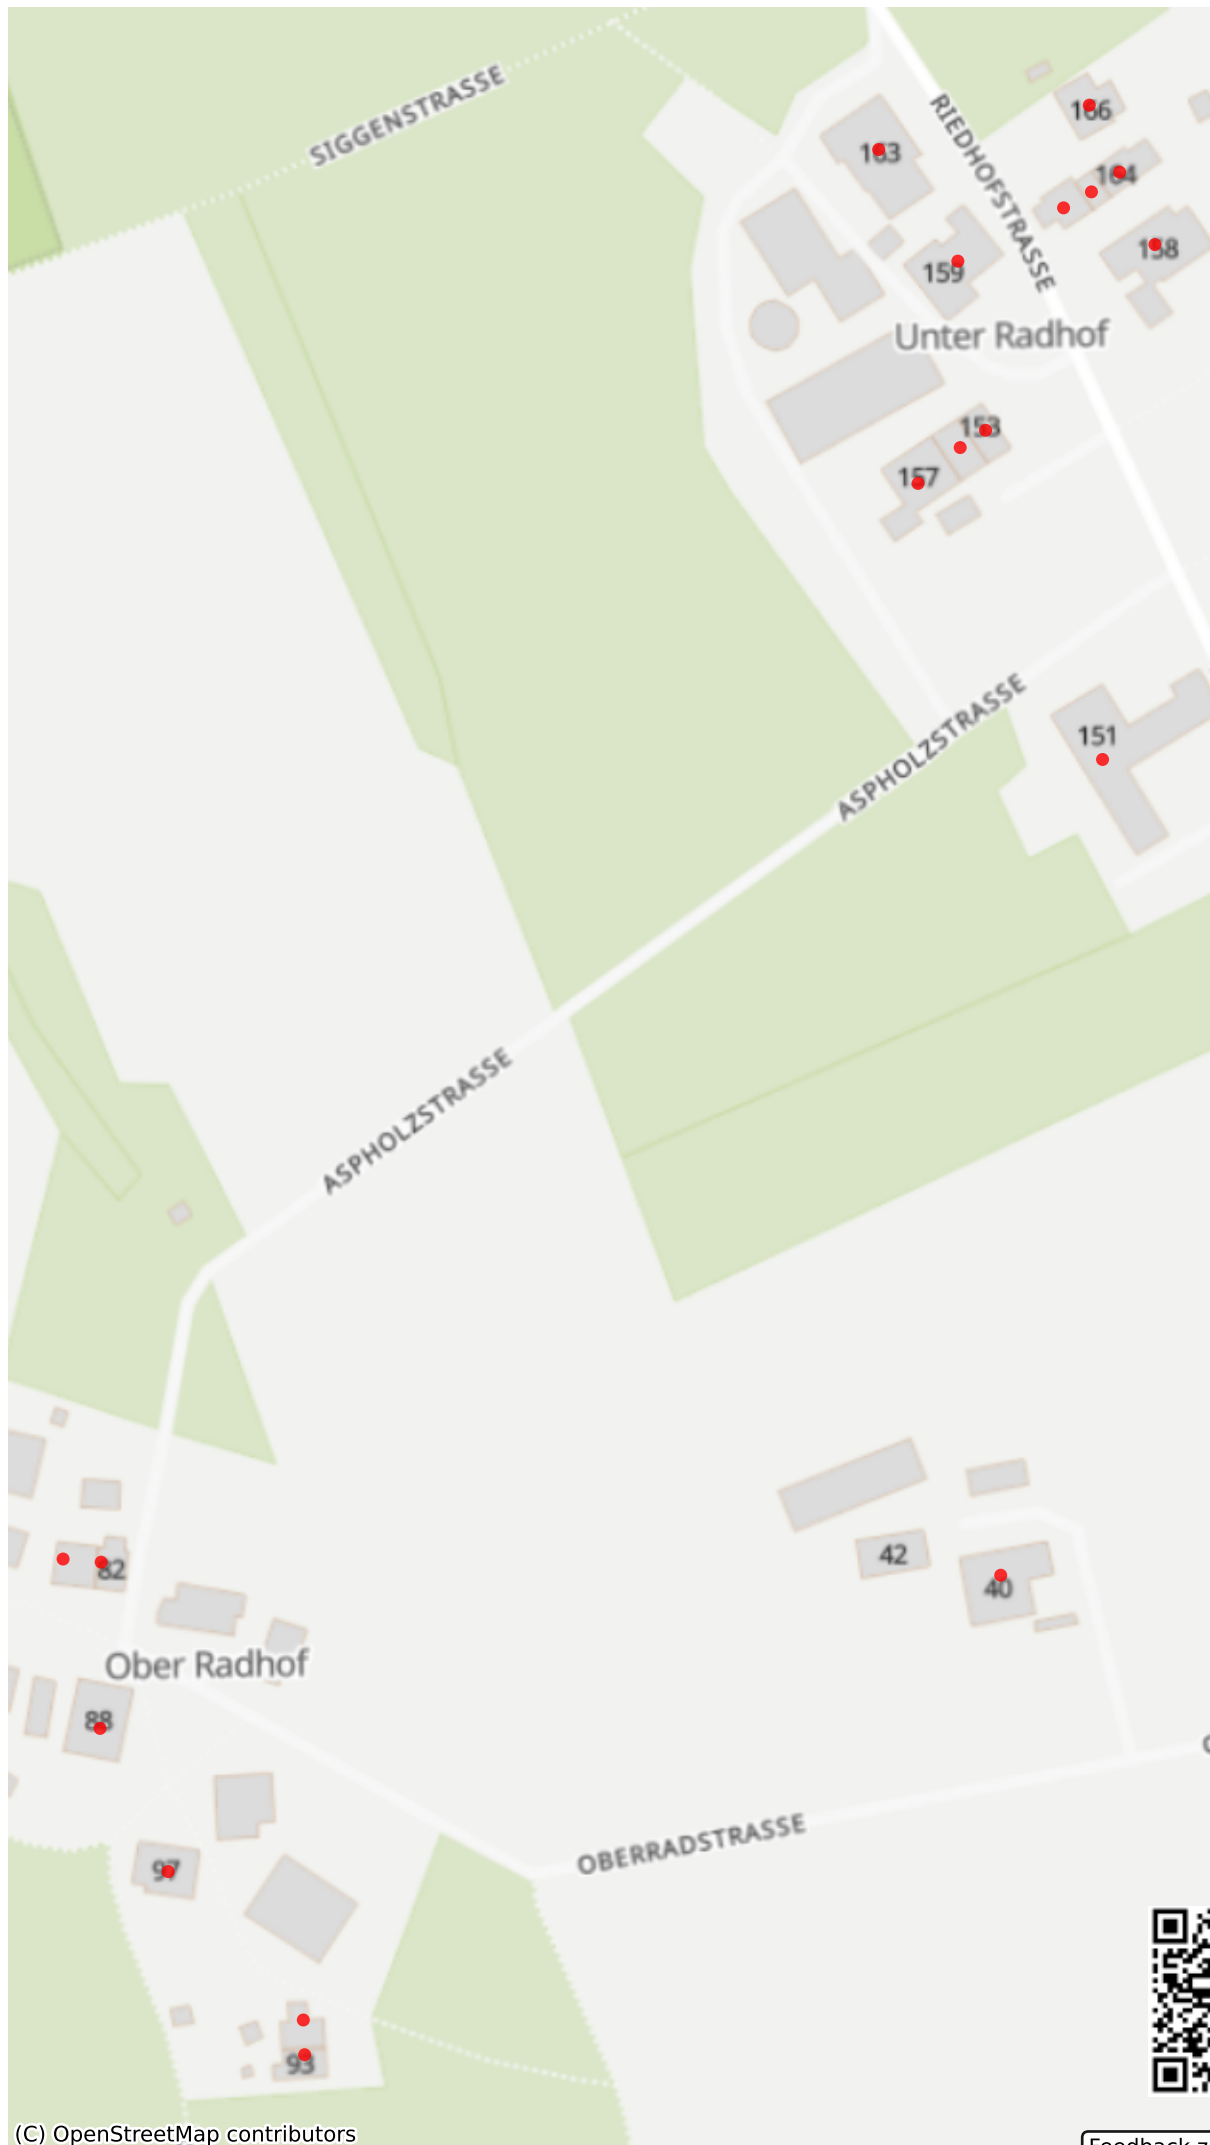 SIGGENSTRASSE
RIEDHOFSTRASSE
166
163
164
158
159
Unter Radhof
153
157
ASPHOLZSTRASSE
151
ASPHOLZSTRASSE
42
40
82
Ober Radhof
88
OBERRADSTRASSE
97
93
(C) OpenStreetMap contributors
Feedback z